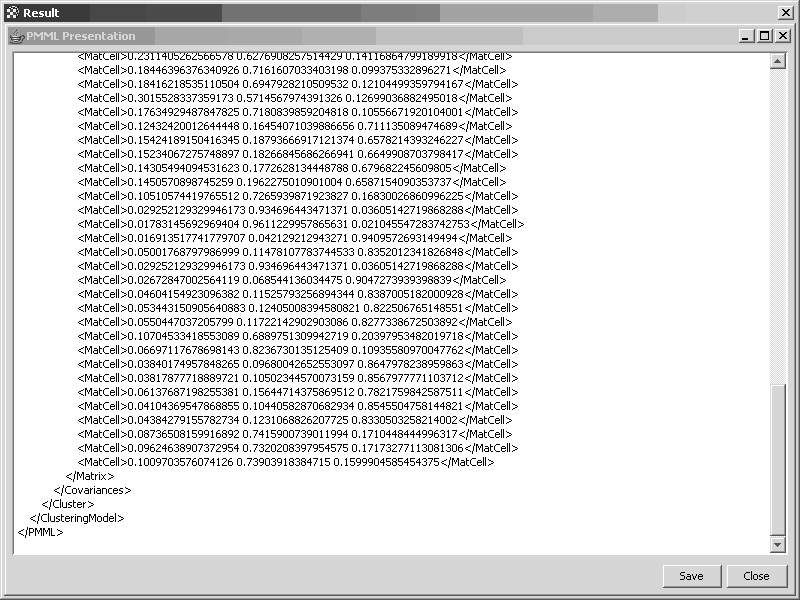 Result
PMML Presentation
<MatCell>0.2311405262566578 0.6276908257514429 0.14116864799189918</MatCell>
<MatCell>0.18446396376340926 0.7161607033403198 0.099375332896271</MatCell>
<MatCell>0.18416218535110504 0.6947928210509532 0.12104499359794167</MatCell>
<MatCell>0.3015528337359173 0.5714567974391326 0.12699036882495018</MatCell>
<MatCell>0.17634929487847825 0.7180839859204818 0.10556671920104001</MatCell>
<MatCell>0.12432420012644448 0.16454071039886656 0.711135089474689</MatCell>
<MatCell>0.15424189150416345 0.18793666917121374 0.6578214393246227</MatCell>
<MatCell>0.15234067275748897 0.18266845686266941 0.6649908703798417</MatCell>
<MatCell>0.14305494094531623 0.1772628134448788 0.679682245609805</MatCell>
<MatCell>0.1450570898745259 0.1962275010901004 0.6587154090353737</MatCell>
<MatCell>0.10510574419765512 0.7265939871923827 0.16830026860996225</MatCell>
<MatCell>0.029252129329946173 0.934696443471371 0.03605142719868288</MatCell>
<MatCell>0.01783145692969404 0.9611229957865631 0.021045547283742753</MatCell>
<MatCell>0.016913517741779707 0.042129212943271 0.9409572693149494</MatCell>
<MatCell>0.05001768797986999 0.11478107783744533 0.8352012341826848</MatCell>
<MatCell>0.029252129329946173 0.934696443471371 0.03605142719868288</MatCell>
<MatCell>0.02672847002564119 0.068544136034475 0.9047273939398839</MatCell>
<MatCell>0.04604154923096382 0.11525793256894344 0.8387005182000928</MatCell>
<MatCell>0.053443150905640883 0.12405008394580821 0.822506765148551</MatCell>
<MatCell>0.0550447037205799 0.11722142902903086 0.8277338672503892</MatCell>
<MatCell>0.10704533418553089 0.6889751309942719 0.20397953482019718</MatCell>
<MatCell>0.06697117678698143 0.8236730135125409 0.10935580970047762</MatCell>
<MatCell>0.03840174957848265 0.09680042652553097 0.8647978238959863</MatCell>
<MatCell>0.03817877718889721 0.10502344570073159 0.8567977771103712</MatCell>
<MatCell>0.06137687198255381 0.15644714375869512 0.7821759842587511</MatCell>
<MatCell>0.04104369547868855 0.10440582870682934 0.8545504758144821</MatCell>
<MatCell>0.04384279155782734 0.1231068826207725 0.8330503258214002</MatCell>
<MatCell>0.08736508159916892 0.7415900739011994 0.1710448444996317</MatCell>
<MatCell>0.09624638907372954 0.7320208397954575 0.17173277113081306</MatCell>
<MatCell>0.1009703576074126 0.73903918384715 0.1599904585454375</MatCell>
</Matrix>
</Covariances>
</Cluster>
</ClusteringModel>
</PMML>
Save Close